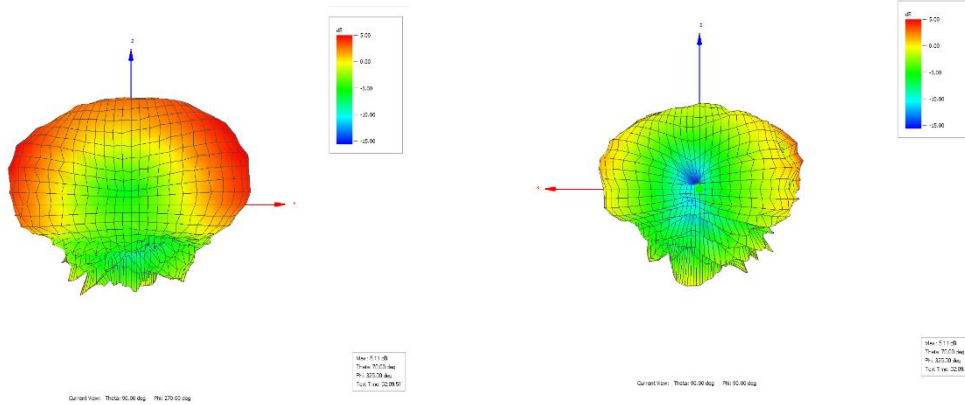 dB
5.00
0.00
-5.00
-10.00
-15.00
z
Max : 5.11 dB
Theta: 70.00 deg
Phi: 325.00 deg
Current View: Theta: 90.00 deg Phi: 270.00 deg
dB
5.00
0.00
-5.00
-10.00
-15.00
z
Max : 5.11 dB
Theta: 70.00 deg
Phi: 325.00 deg
Current View: Theta: 90.00 deg Phi: 90.00 deg